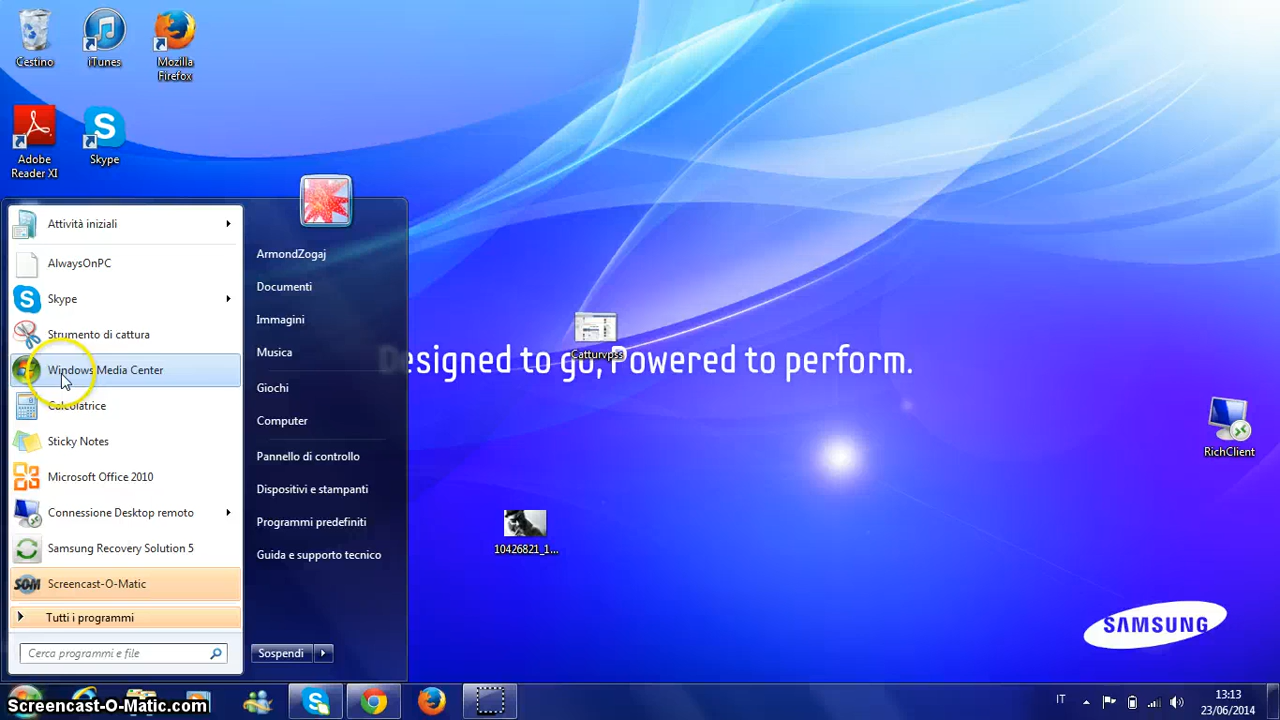 Cestino
iTunes
Mozilla
Firefox
Adobe
Reader XI
Skype
Attività iniziali
AlwaysOnPC
Skype
Strumento di cattura
Windows Media Center
Calcolatrice
Sticky Notes
Microsoft Office 2010
Connessione Desktop remoto
Samsung Recovery Solution 5
Screencast-O-Matic
Tutti i programmi
Cerca programmi e file
ArmondZogaj
Documenti
Immagini
Musica
Giochi
Computer
Pannello di controllo
Dispositivi e stampanti
Programmi predefiniti
Guida e supporto tecnico
Sospendi
Catturvpss
Designed to go, Powered to perform.
10426821_1...
RichClient
SAMSUNG
IT
13:13
23/06/2014
Screencast-O-Matic.com